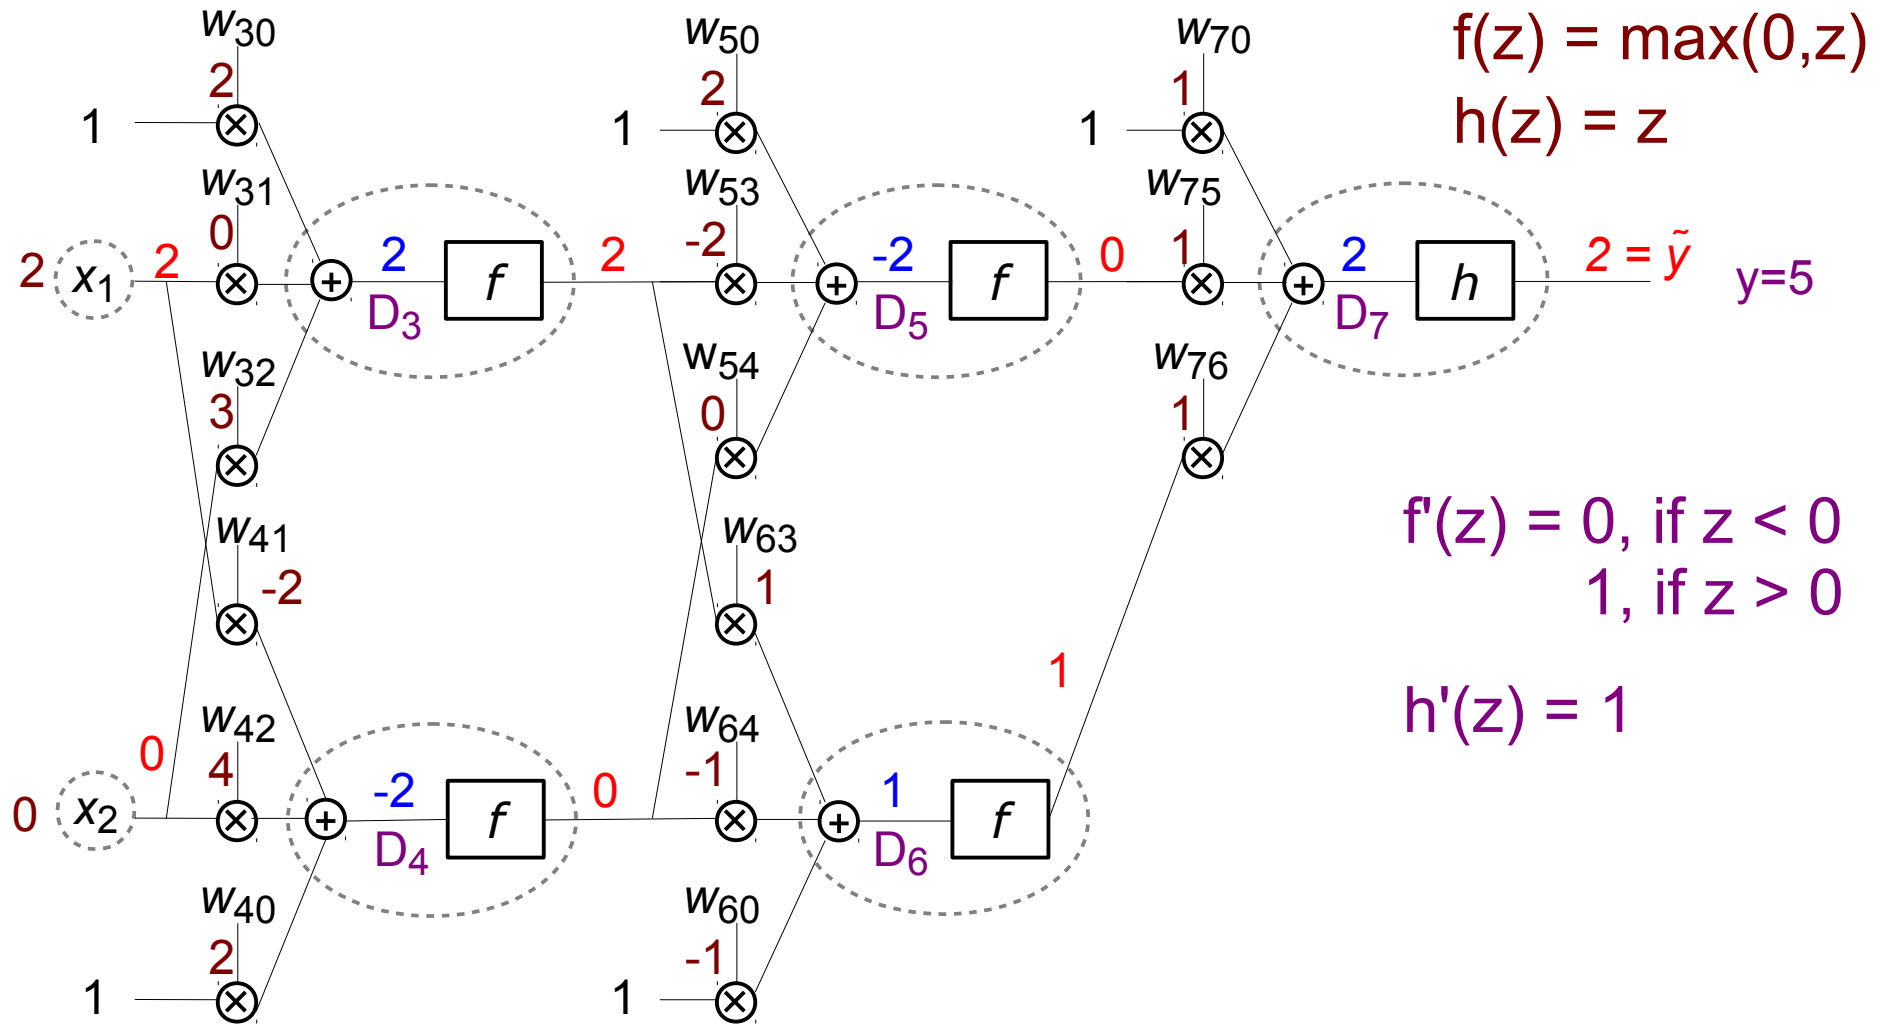 w30 w50 w70 f(z) = max(0,z)
2 2 1
1 1 1 h(z) = z
w31 w53 w75
0 -2 1
2 x1 2 2 f 2 -2 f 0 2 h 2 = ỹ y=5
D3 D5 D7
w32 w54 w76
3 0 1
w41 w63 f'(z) = 0, if z < 0
-2 1 1, if z > 0
1
w42 w64 h'(z) = 1
0 4 -1
0 x2 -2 f 0 1 f
D4 D6
w40 w60
2 -1
1 1